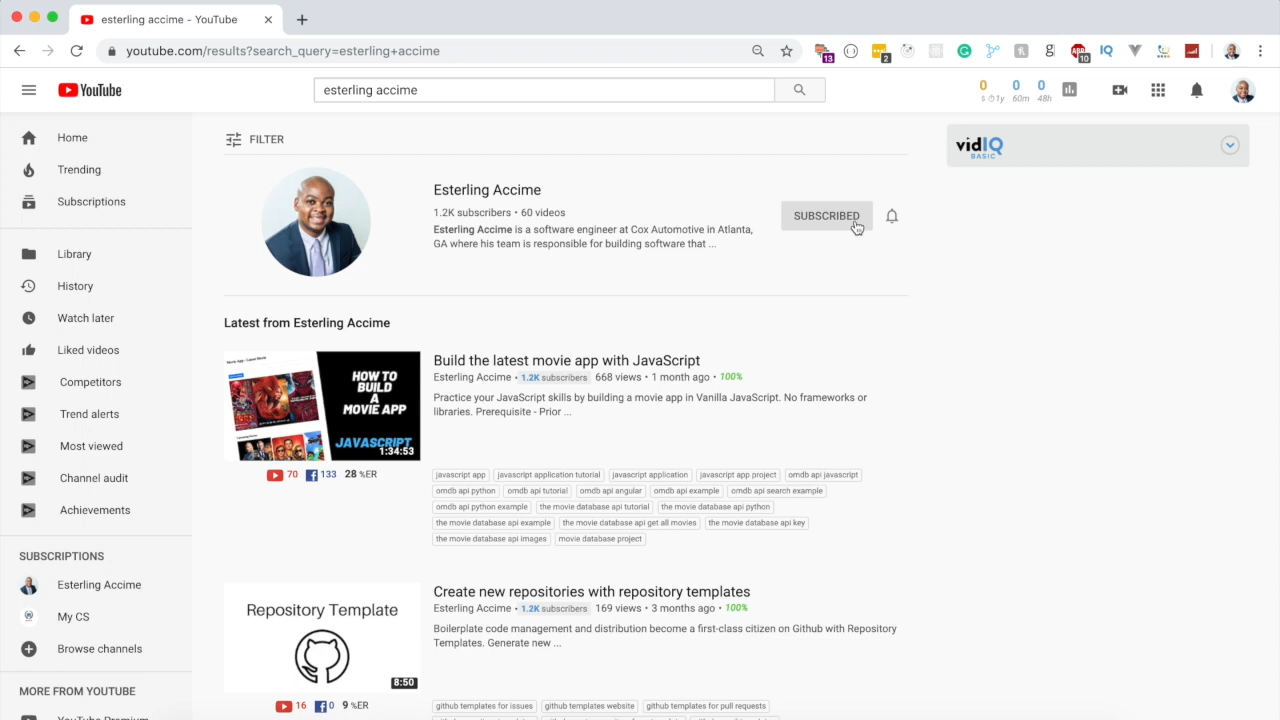 esterling accime - YouTube
youtube.com/results?search_query=esterling+accime
13
2
g
ABP
10
IQ
YouTube
esterling accime
0 0 0
$ 1y 60m 48h
Home
Trending
Subscriptions
Library
History
Watch later
Liked videos
Competitors
Trend alerts
Most viewed
Channel audit
Achievements
SUBSCRIPTIONS
Esterling Accime
My CS
Browse channels
MORE FROM YOUTUBE
YouTube Premium
FILTER
Esterling Accime
1.2K subscribers • 60 videos
Esterling Accime is a software engineer at Cox Automotive in Atlanta,
GA where his team is responsible for building software that ...
SUBSCRIBED
vidIQ
BASIC
Latest from Esterling Accime
HOW TO
BUILD
A
MOVIE APP
JAVASCRIPT
1:34:53
70 133 28 %ER
Build the latest movie app with JavaScript
Esterling Accime • 1.2K subscribers 668 views • 1 month ago • 100%
Practice your JavaScript skills by building a movie app in Vanilla JavaScript. No frameworks or
libraries. Prerequisite - Prior ...
javascript app javascript application tutorial javascript application javascript app project omdb api javascript
omdb api python omdb api tutorial omdb api angular omdb api example omdb api search example
omdb api python example the movie database api tutorial the movie database api python
the movie database api example the movie database api get all movies the movie database api key
the movie database api images movie database project
Repository Template
8:50
16 0 9 %ER
Create new repositories with repository templates
Esterling Accime • 1.2K subscribers 169 views • 3 months ago • 100%
Boilerplate code management and distribution become a first-class citizen on Github with Repository
Templates. Generate new ...
github templates for issues github templates website github templates for pull requests